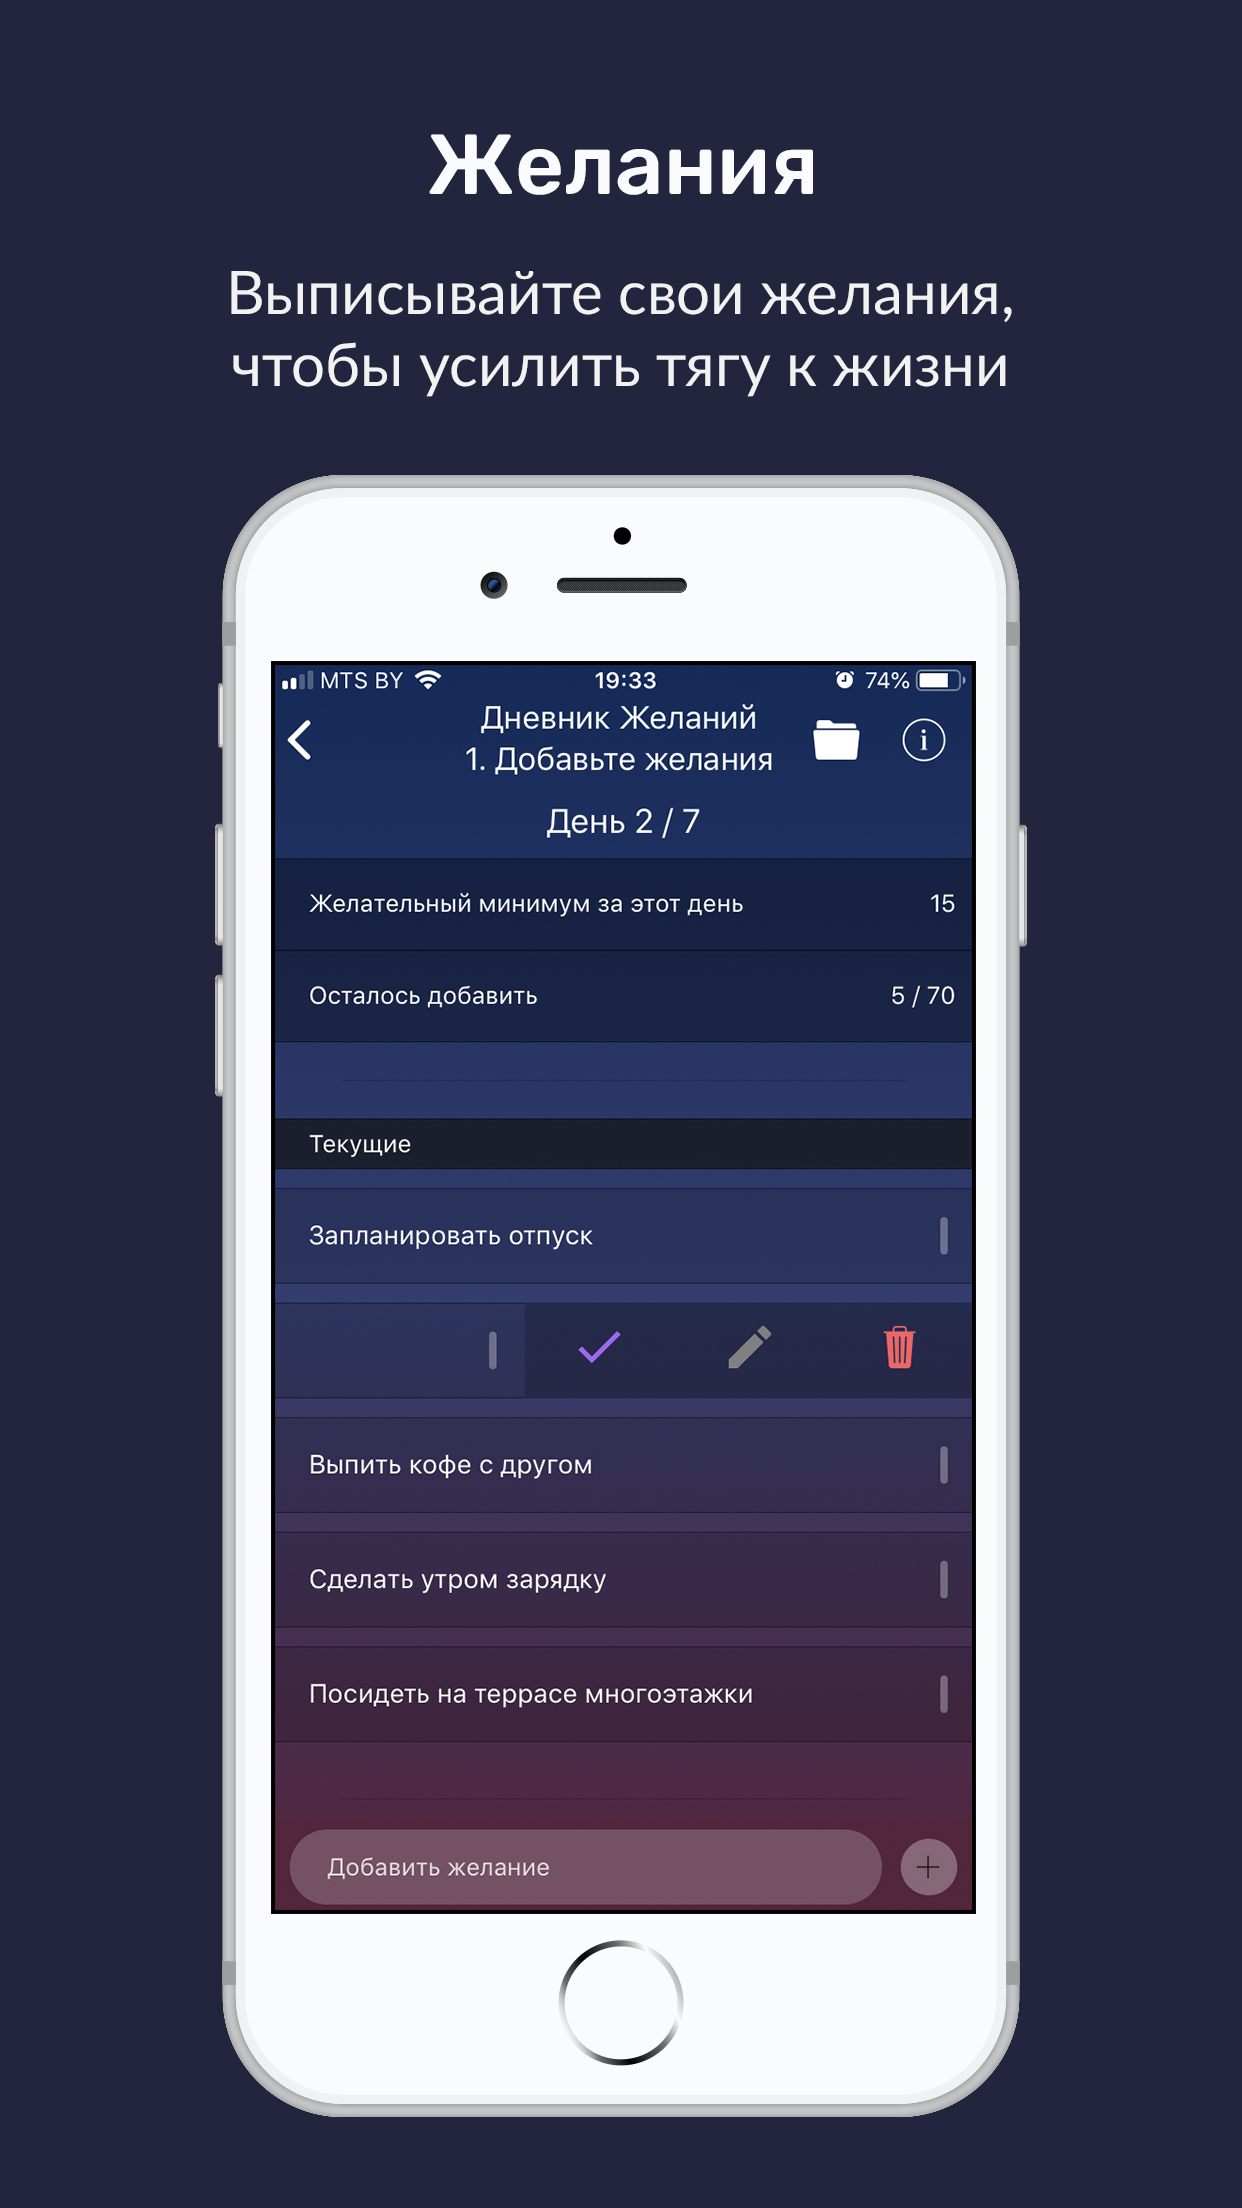 Желания
Выписывайте свои желания,
чтобы усилить тягу к жизни
MTS BY 19:33 74%
Дневник Желаний
1. Добавьте желания
День 2 / 7
Желательный минимум за этот день 15
Осталось добавить 5 / 70
Текущие
Запланировать отпуск
Выпить кофе с другом
Сделать утром зарядку
Посидеть на террасе многоэтажки
Добавить желание